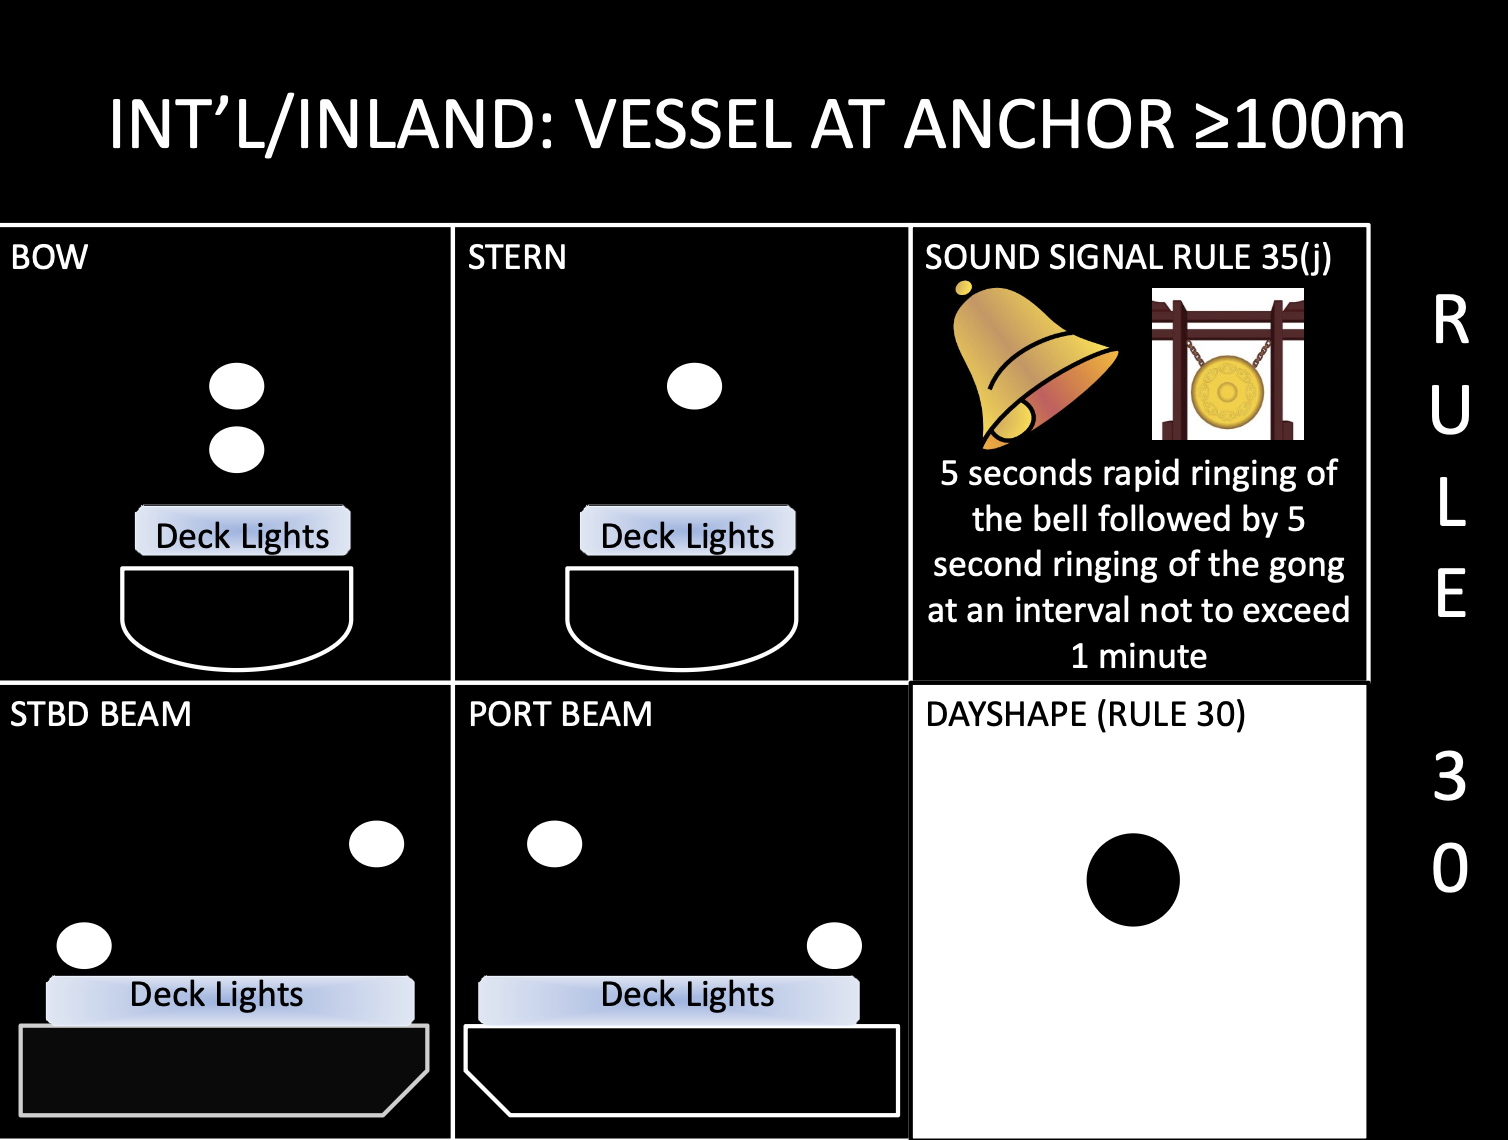 INT’L/INLAND: VESSEL AT ANCHOR ≥100m
BOW
Deck Lights
STERN
Deck Lights
SOUND SIGNAL RULE 35(j)
5 seconds rapid ringing of
the bell followed by 5
second ringing of the gong
at an interval not to exceed
1 minute
STBD BEAM
Deck Lights
PORT BEAM
Deck Lights
DAYSHAPE (RULE 30)
R
U
L
E
3
0